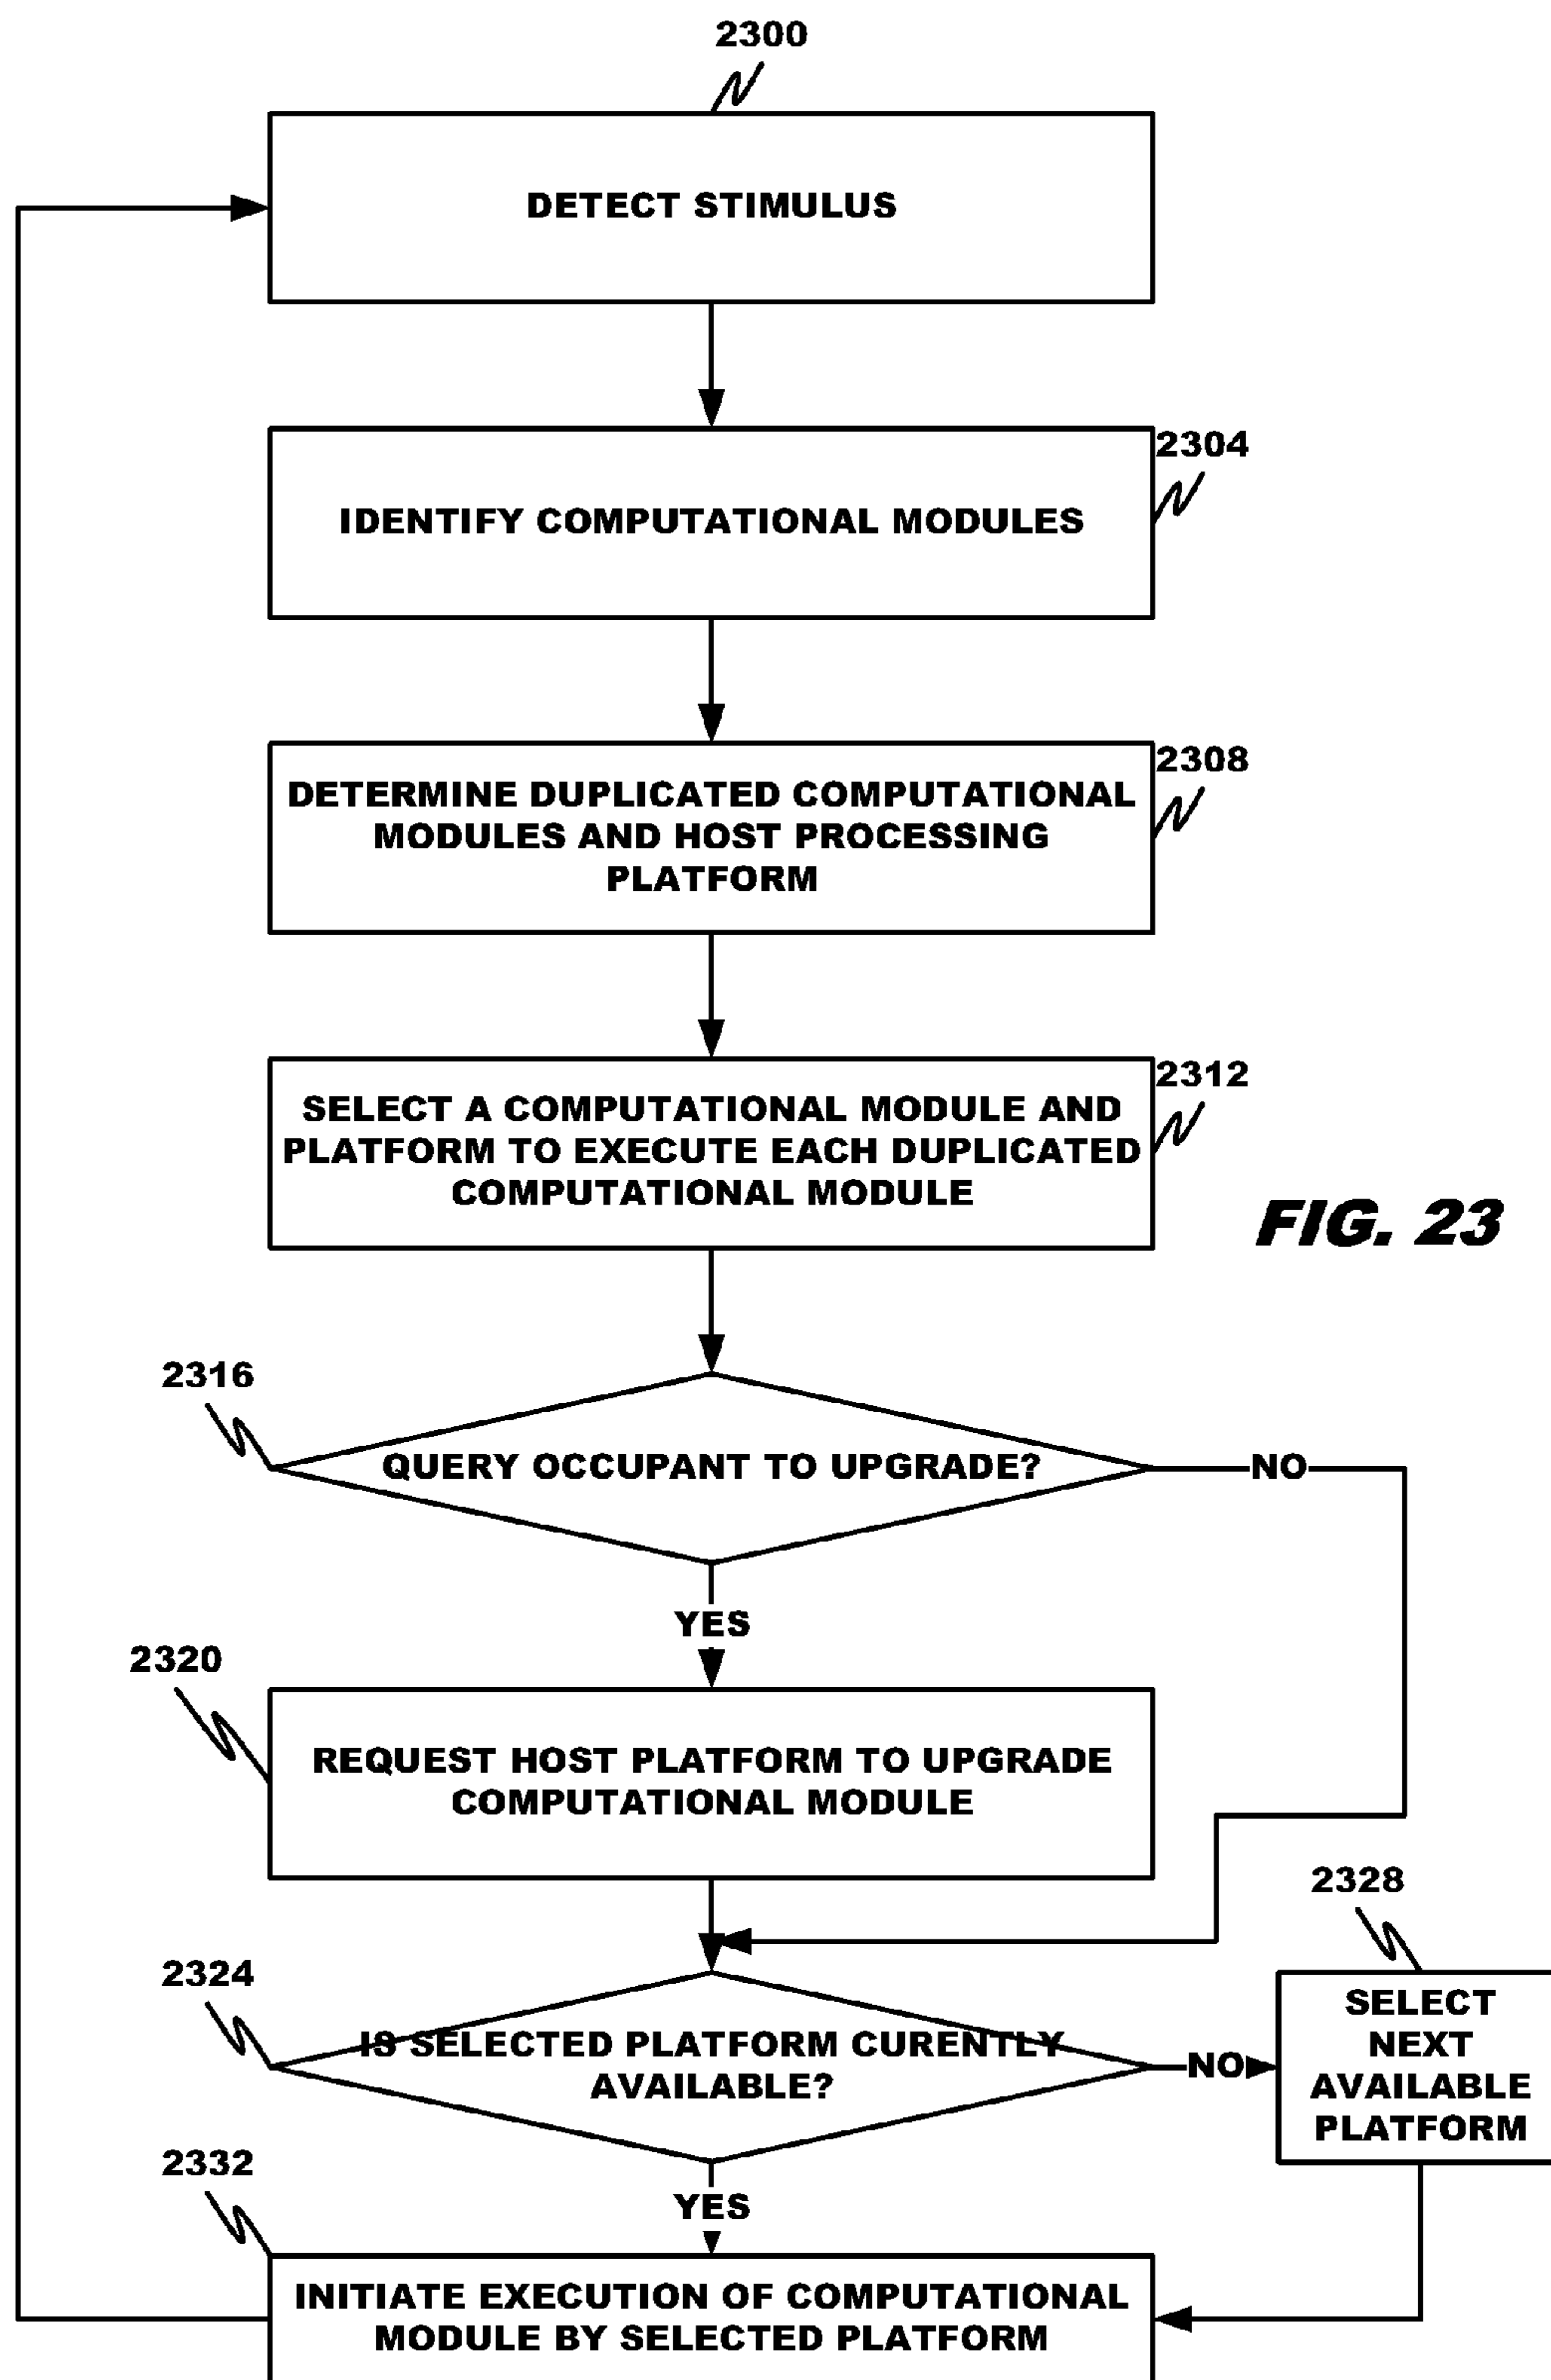 2300
DETECT STIMULUS
2304
IDENTIFY COMPUTATIONAL MODULES
2308
DETERMINE DUPLICATED COMPUTATIONAL
MODULES AND HOST PROCESSING
PLATFORM
2312
SELECT A COMPUTATIONAL MODULE AND
PLATFORM TO EXECUTE EACH DUPLICATED
COMPUTATIONAL MODULE
FIG. 23
2316
QUERY OCCUPANT TO UPGRADE?
NO
YES
2320
REQUEST HOST PLATFORM TO UPGRADE
COMPUTATIONAL MODULE
2328
2324
IS SELECTED PLATFORM CURENTLY
AVAILABLE?
NO
SELECT
NEXT
AVAILABLE
PLATFORM
2332
YES
INITIATE EXECUTION OF COMPUTATIONAL
MODULE BY SELECTED PLATFORM